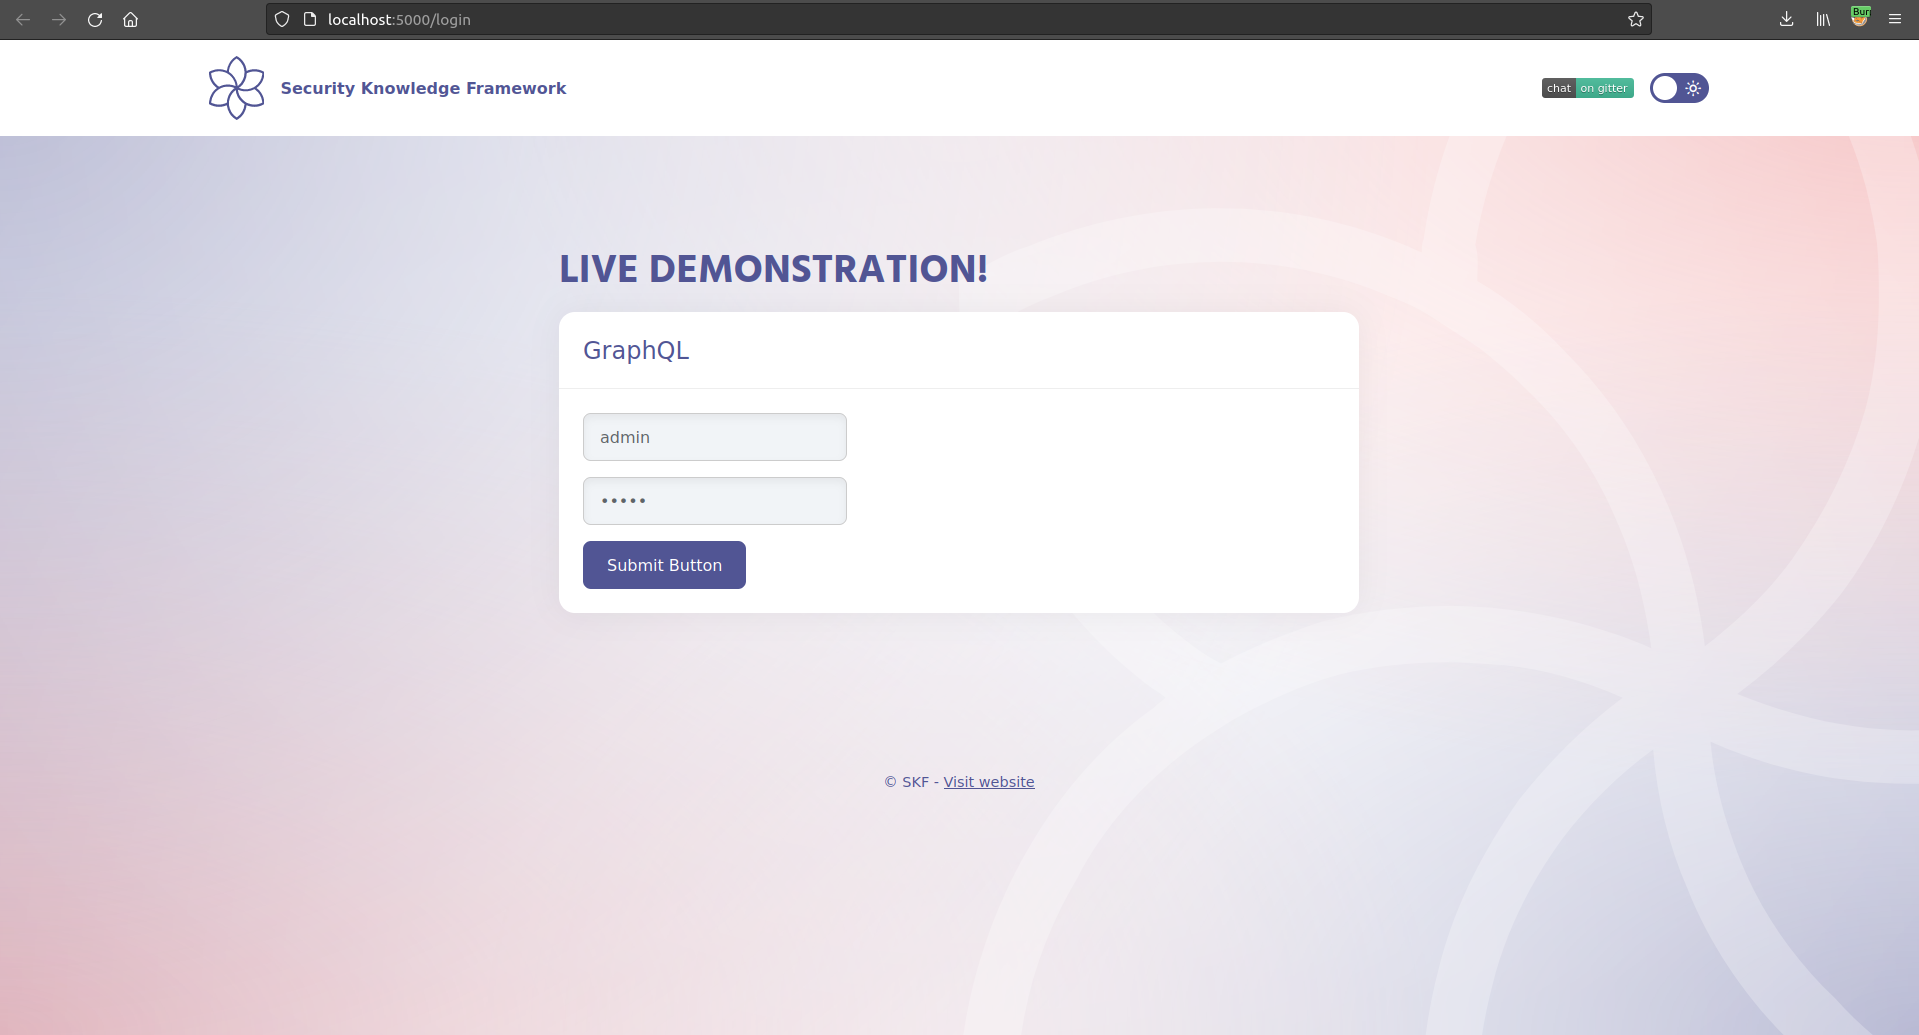 localhost:5000/login
Bur
Security Knowledge Framework
chat on gitter
LIVE DEMONSTRATION!
GraphQL
admin
•••••
Submit Button
© SKF - Visit website